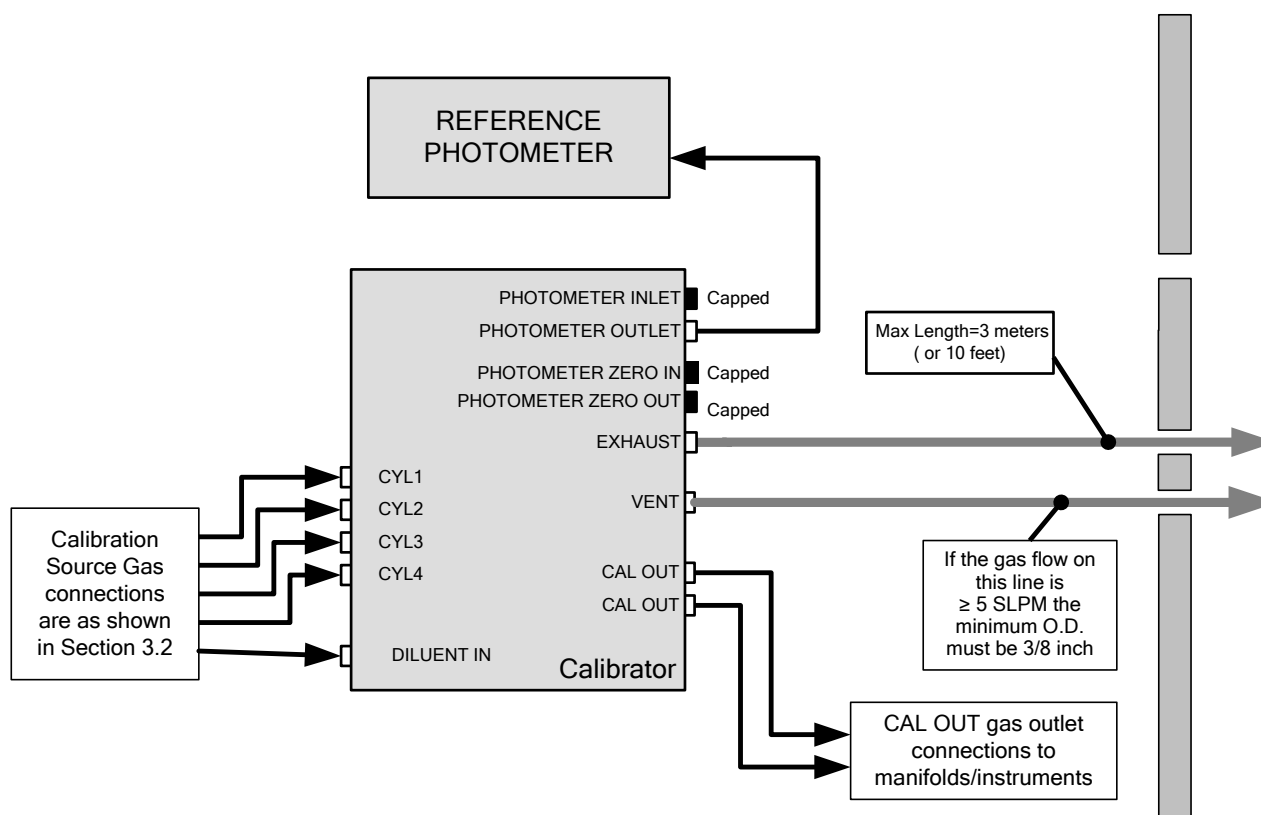 REFERENCE
PHOTOMETER
PHOTOMETER INLET
Capped
PHOTOMETER OUTLET
PHOTOMETER ZERO IN
Capped
PHOTOMETER ZERO OUT
Capped
EXHAUST
VENT
CAL OUT
CAL OUT
CYL1
CYL2
CYL3
CYL4
DILUENT IN
Calibrator
Calibration
Source Gas
connections
are as shown
in Section 3.2
Max Length=3 meters
( or 10 feet)
If the gas flow on
this line is
≥ 5 SLPM the
minimum O.D.
must be 3/8 inch
CAL OUT gas outlet
connections to
manifolds/instruments